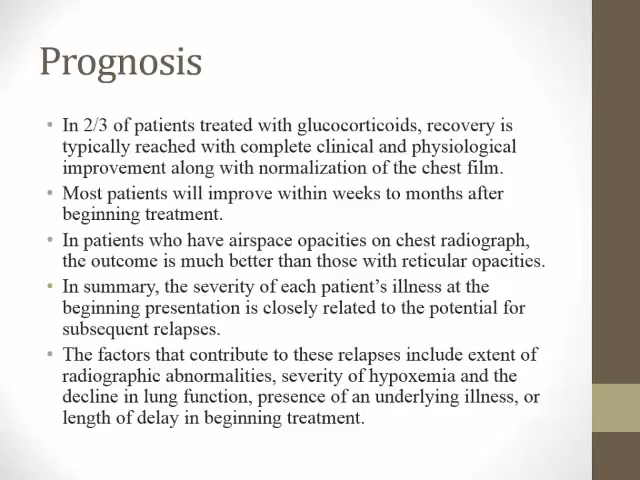 Prognosis
• In 2/3 of patients treated with glucocorticoids, recovery is
typically reached with complete clinical and physiological
improvement along with normalization of the chest film.
• Most patients will improve within weeks to months after
beginning treatment.
• In patients who have airspace opacities on chest radiograph,
the outcome is much better than those with reticular opacities.
• In summary, the severity of each patient’s illness at the
beginning presentation is closely related to the potential for
subsequent relapses.
• The factors that contribute to these relapses include extent of
radiographic abnormalities, severity of hypoxemia and the
decline in lung function, presence of an underlying illness, or
length of delay in beginning treatment.